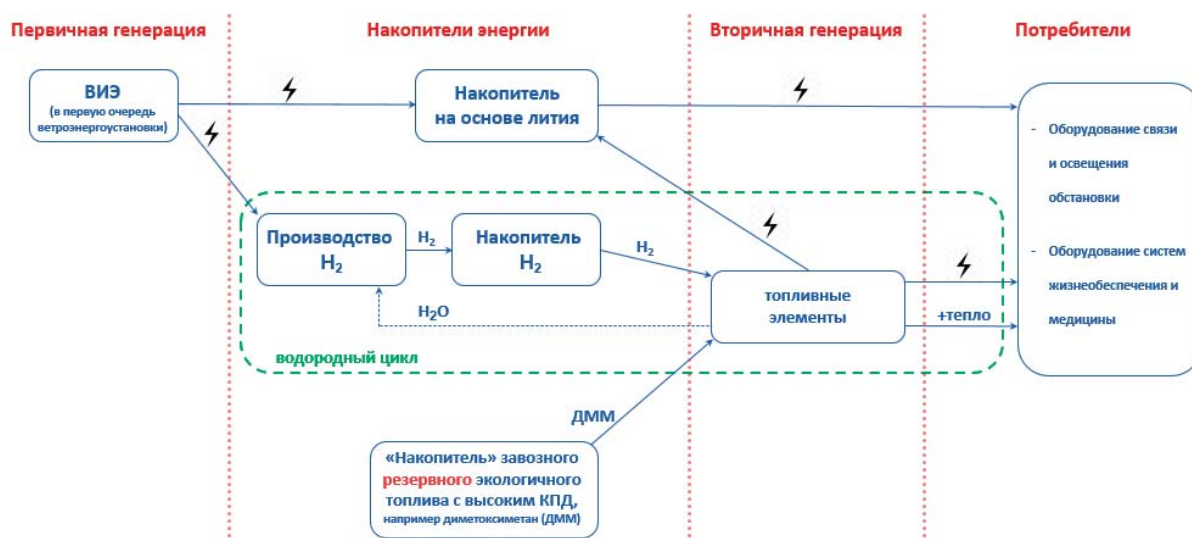 Первичная генерация
Накопители энергии
Вторичная генерация
Потребители
ВИЭ
(в первую очередь
ветроэнергоустановки)
Накопитель
на основе лития
- Оборудование связи
и освещения
обстановки
- Оборудование систем
жизнеобеспечения и
медицины
Производство
H₂
H₂
Накопитель
H₂
H₂
топливные
элементы
+тепло
H₂O
водородный цикл
ДММ
«Накопитель» завозного
резервного экологичного
топлива с высоким КПД,
например диметоксиметан (ДММ)